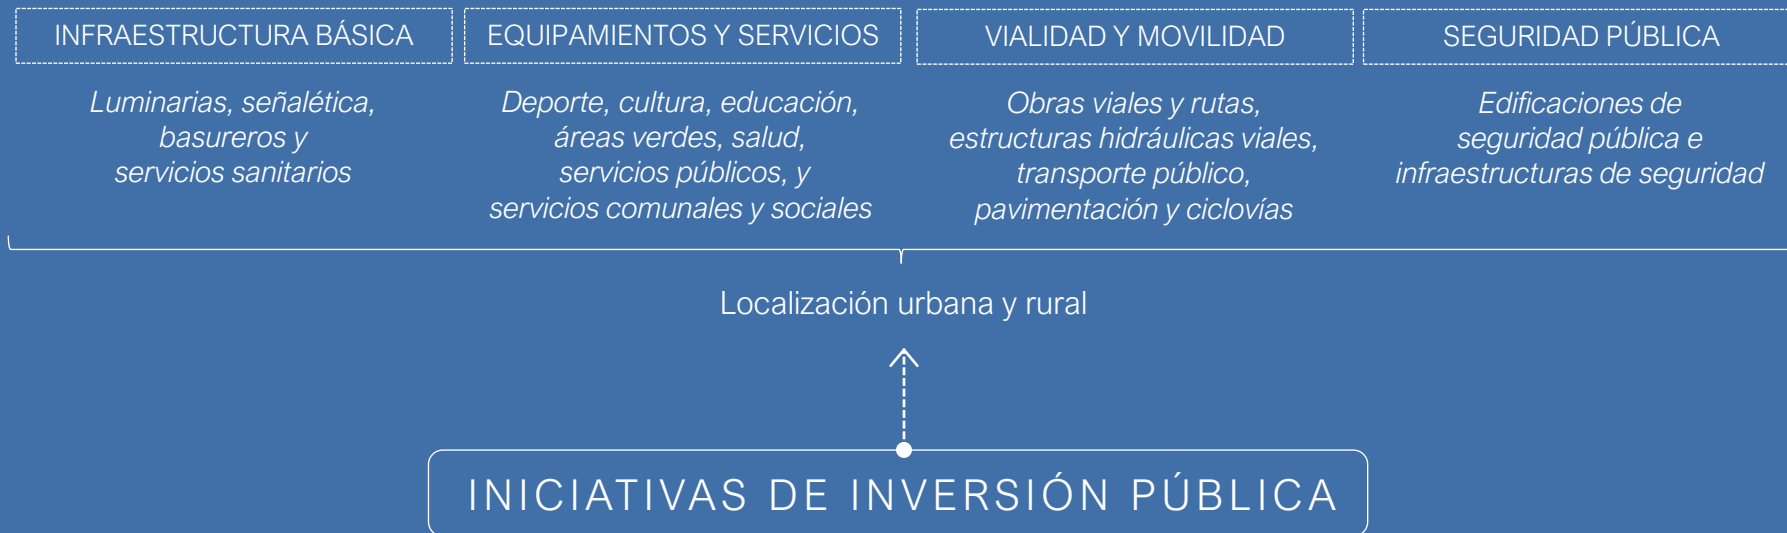 INFRAESTRUCTURA BÁSICA
Luminarias, señalética,
basureros y
servicios sanitarios
EQUIPAMIENTOS Y SERVICIOS
Deporte, cultura, educación,
áreas verdes, salud,
servicios públicos, y
servicios comunales y sociales
VIALIDAD Y MOVILIDAD
Obras viales y rutas,
estructuras hidráulicas viales,
transporte público,
pavimentación y ciclovías
SEGURIDAD PÚBLICA
Edificaciones de
seguridad pública e
infraestructuras de seguridad
Localización urbana y rural
INICIATIVAS DE INVERSIÓN PÚBLICA